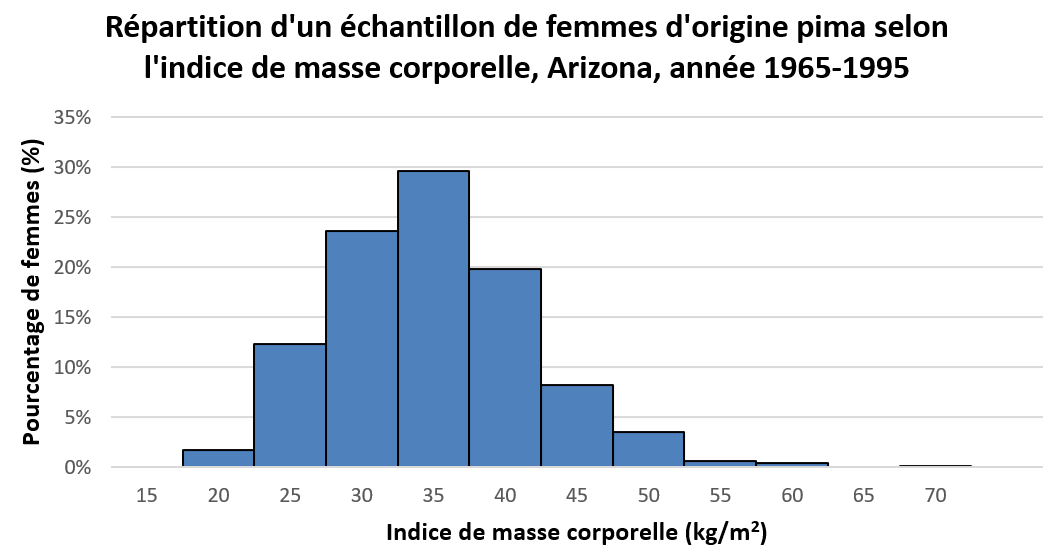 Répartition d'un échantillon de femmes d'origine pima selon
l'indice de masse corporelle, Arizona, année 1965-1995
Pourcentage de femmes (%)
35%
30%
25%
20%
15%
10%
5%
0%
15 20 25 30 35 40 45 50 55 60 65 70
Indice de masse corporelle (kg/m²)